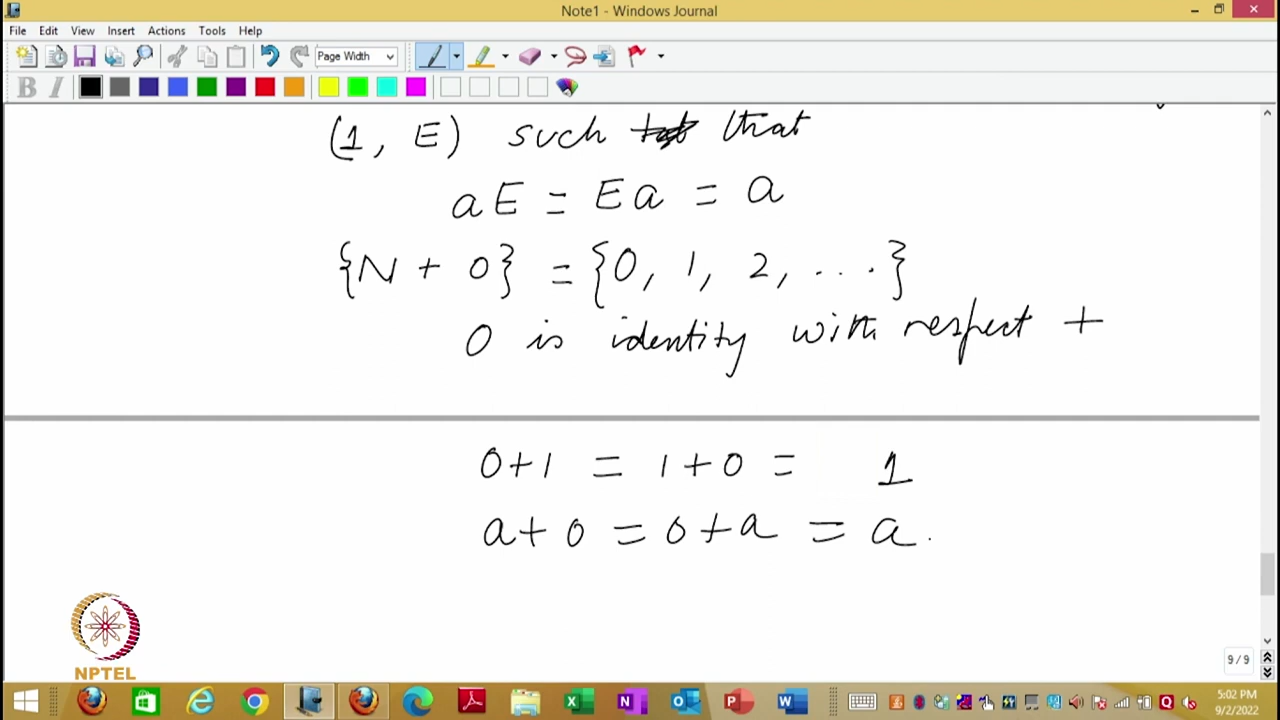 Note1 - Windows Journal
File Edit View Insert Actions Tools Help
Page Width
B I
(1, E) such that
aE = Ea = a
{N + 0} = {0, 1, 2, ...}
0 is identity with respect +
0+1 = 1+0 = 1
a+0 = 0+a = a.
NPTEL
9/9
5:02 PM
9/2/2022